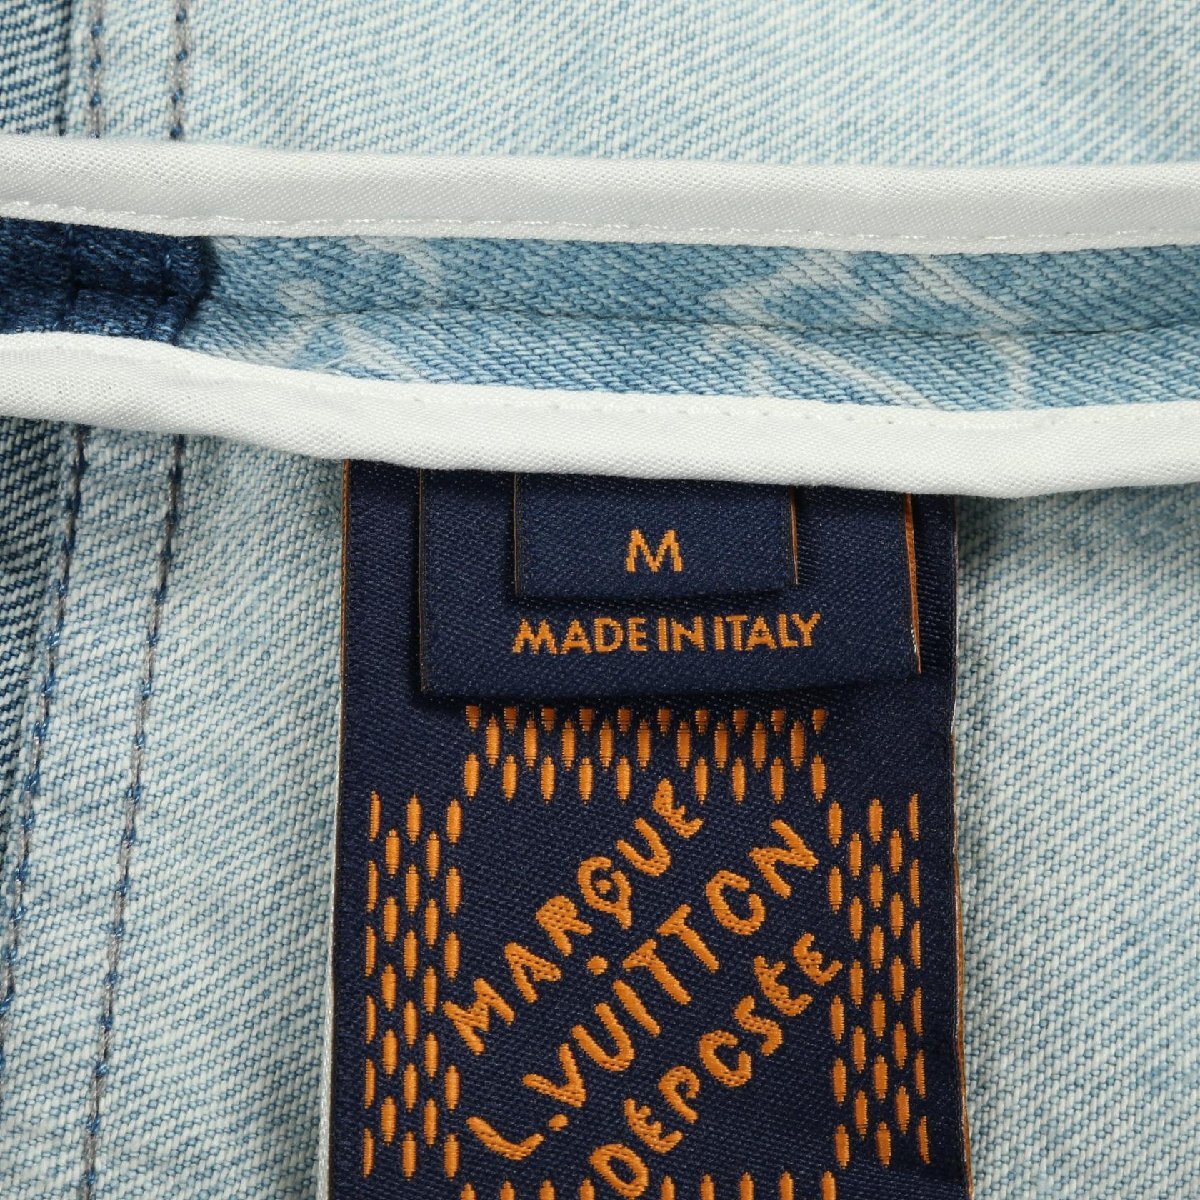 M
MADE IN ITALY
MARQUE
L.VUITTON
DEPOSEE